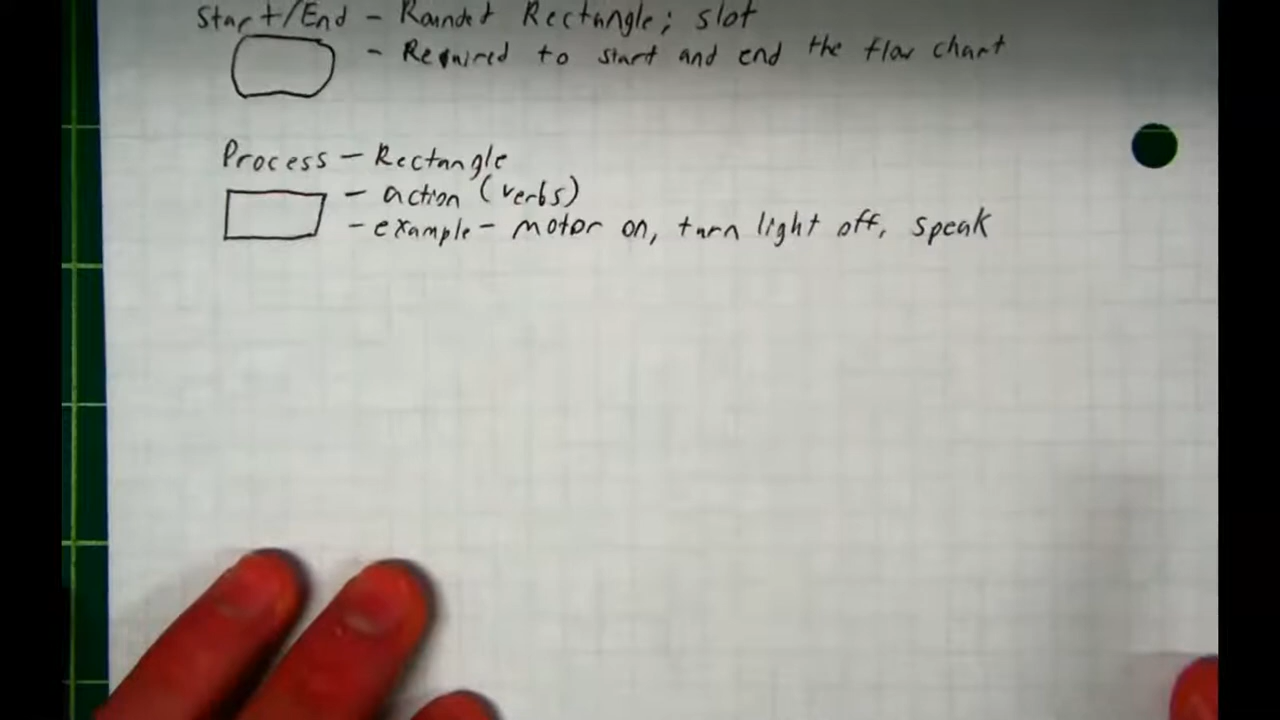 Start/End - Rounded Rectangle; slot
- Required to start and end the flow chart
Process - Rectangle
- action (verbs)
- example - motor on, turn light off, speak